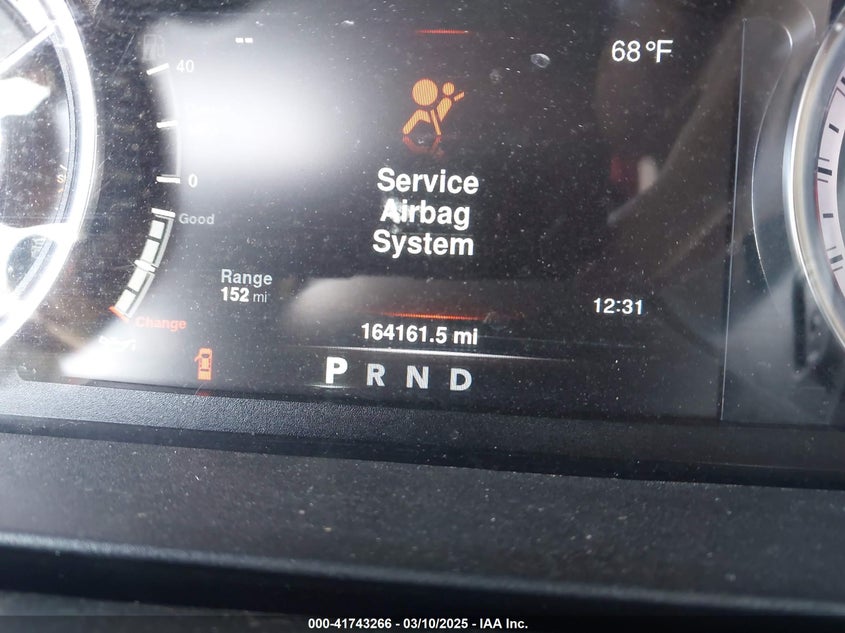 --
68 °F
40
0
Good
Service
Airbag
System
Range
152 mi
12:31
Change
164161.5 mi
P R N D
000-41743266 - 03/10/2025 - IAA Inc.